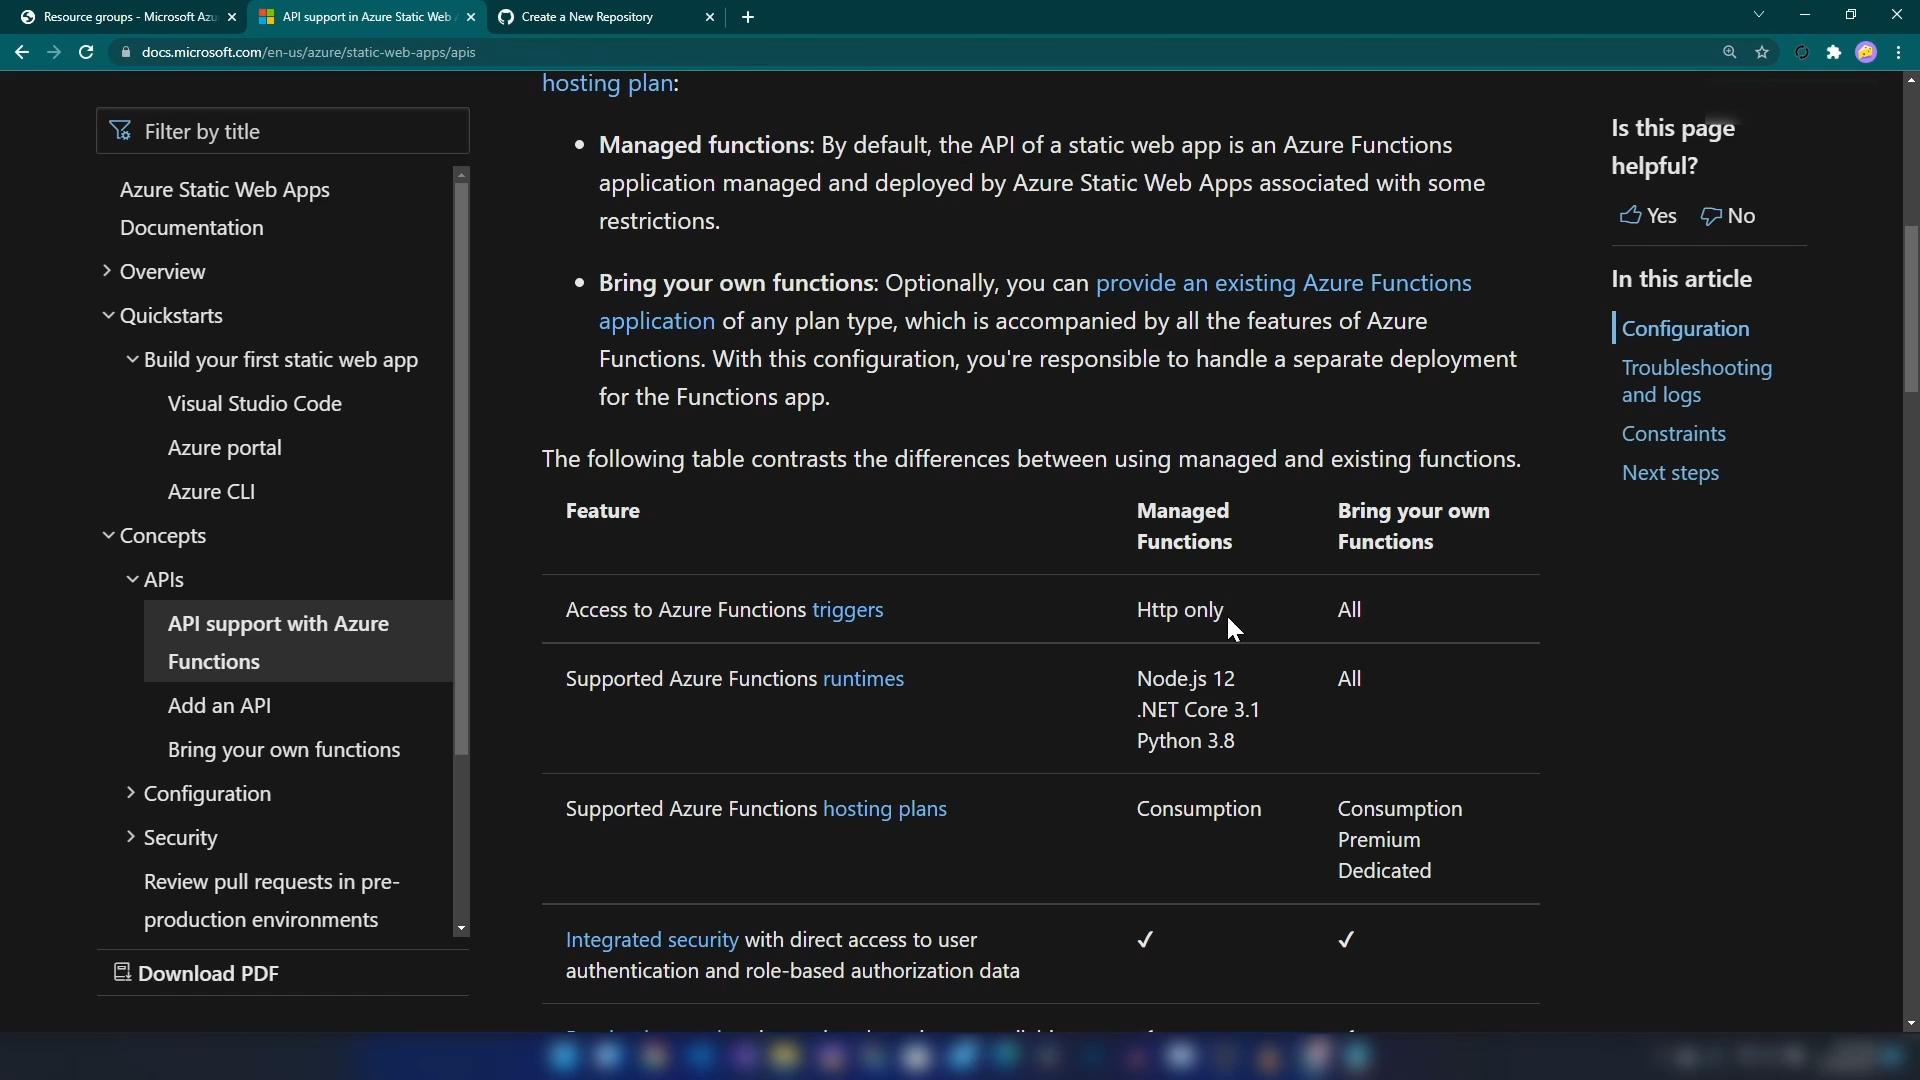 Resource groups - Microsoft Azu
API support in Azure Static Web A
Create a New Repository
docs.microsoft.com/en-us/azure/static-web-apps/apis
Filter by title
Azure Static Web Apps
Documentation
Overview
Quickstarts
Build your first static web app
Visual Studio Code
Azure portal
Azure CLI
Concepts
APIs
API support with Azure
Functions
Add an API
Bring your own functions
Configuration
Security
Review pull requests in pre-
production environments
Download PDF
hosting plan:
• Managed functions: By default, the API of a static web app is an Azure Functions
application managed and deployed by Azure Static Web Apps associated with some
restrictions.
• Bring your own functions: Optionally, you can provide an existing Azure Functions
application of any plan type, which is accompanied by all the features of Azure
Functions. With this configuration, you're responsible to handle a separate deployment
for the Functions app.
The following table contrasts the differences between using managed and existing functions.
Feature
Managed
Functions
Bring your own
Functions
Access to Azure Functions triggers
Http only
All
Supported Azure Functions runtimes
Node.js 12
.NET Core 3.1
Python 3.8
All
Supported Azure Functions hosting plans
Consumption
Consumption
Premium
Dedicated
Integrated security with direct access to user
authentication and role-based authorization data
✓
✓
Is this page
helpful?
Yes No
In this article
Configuration
Troubleshooting
and logs
Constraints
Next steps